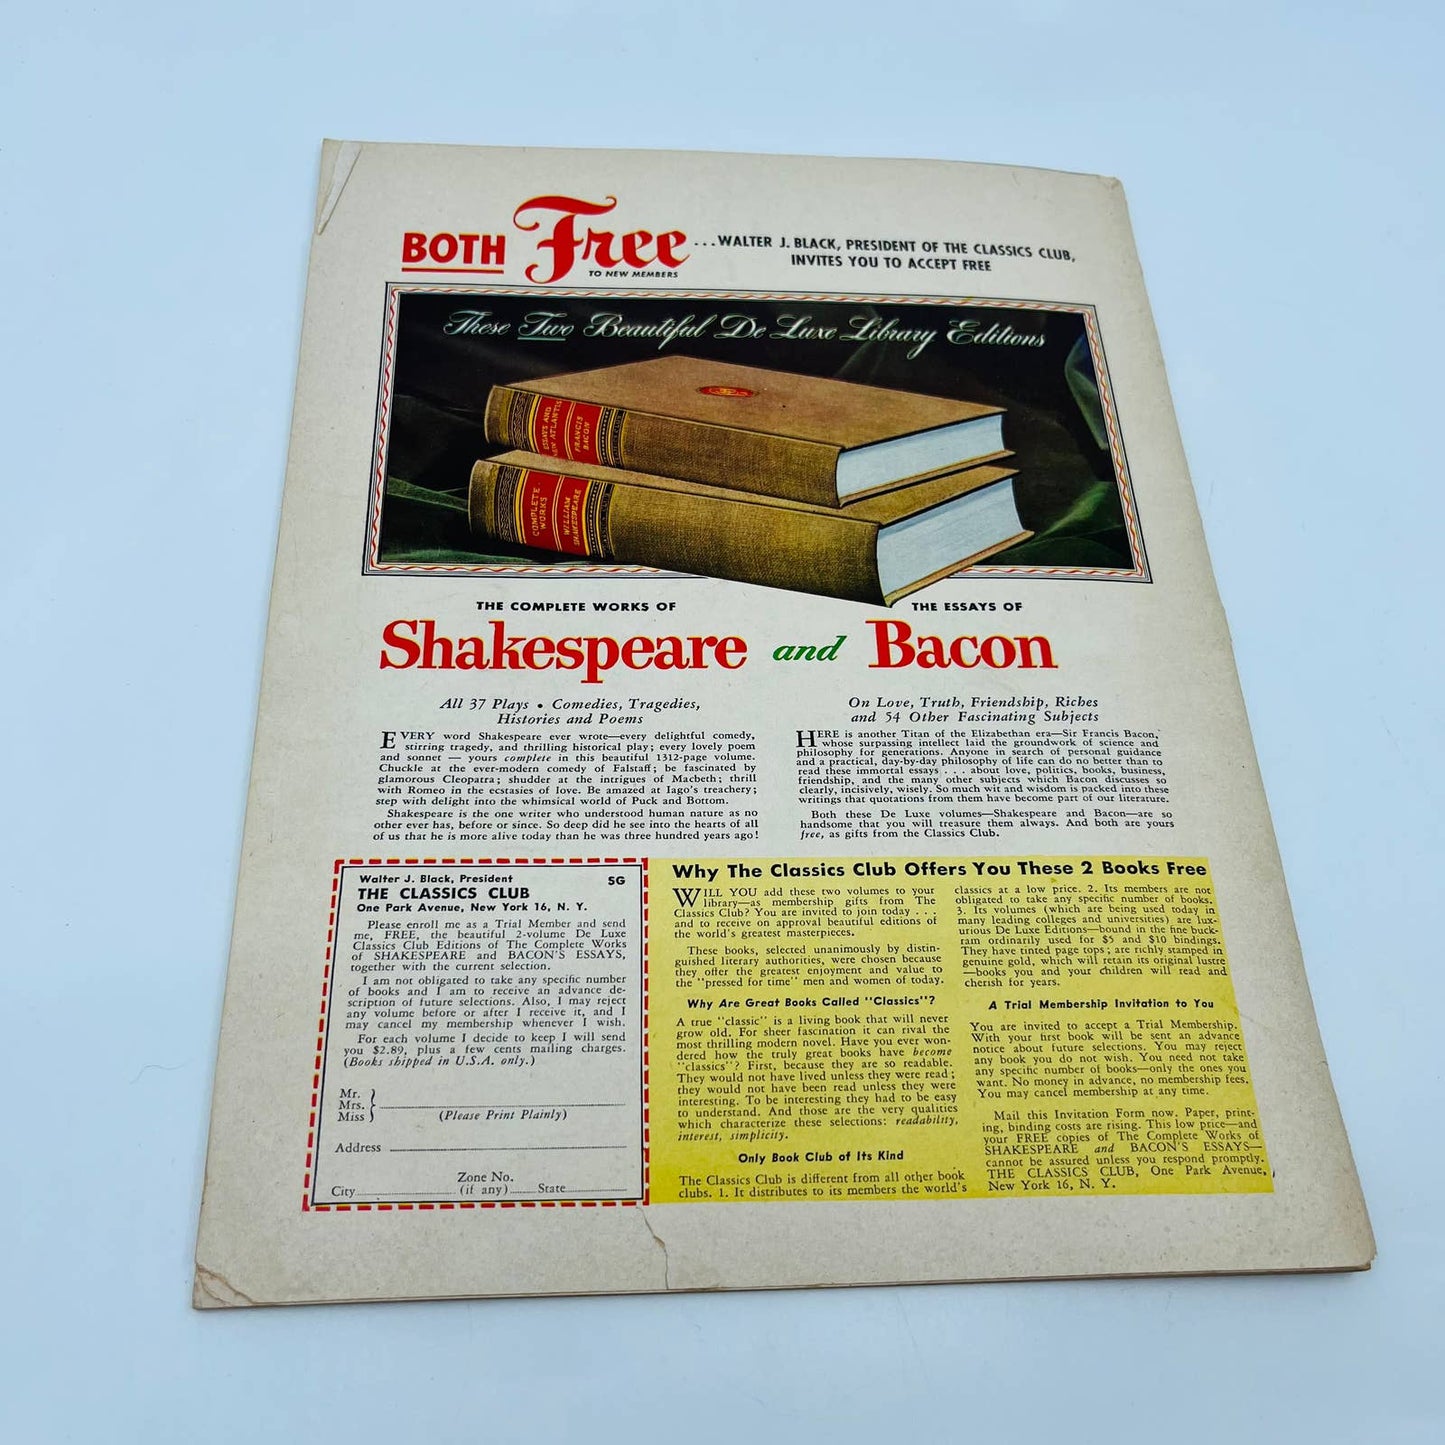 BOTH Free ...WALTER J. BLACK, PRESIDENT OF THE CLASSICS CLUB,
TO NEW MEMBERS
INVITES YOU TO ACCEPT FREE
These Two Beautiful De Luxe Library Editions
ESSAYS AND
NEW ATLANTIS
FRANCIS
BACON
COMPLETE
WORKS
WILLIAM
SHAKESPEARE
THE COMPLETE WORKS OF
Shakespeare
and
THE ESSAYS OF
Bacon
All 37 Plays • Comedies, Tragedies,
Histories and Poems
EVERY word Shakespeare ever wrote—every delightful comedy,
stirring tragedy, and thrilling historical play; every lovely poem
and sonnet — yours complete in this beautiful 1312-page volume.
Chuckle at the ever-modern comedy of Falstaff; be fascinated by
glamorous Cleopatra; shudder at the intrigues of Macbeth; thrill
with Romeo in the ecstasies of love. Be amazed at Iago's treachery;
step with delight into the whimsical world of Puck and Bottom.
Shakespeare is the one writer who understood human nature as no
other ever has, before or since. So deep did he see into the hearts of all
of us that he is more alive today than he was three hundred years ago!
On Love, Truth, Friendship, Riches
and 54 Other Fascinating Subjects
HERE is another Titan of the Elizabethan era—Sir Francis Bacon,
whose surpassing intellect laid the groundwork of science and
philosophy for generations. Anyone in search of personal guidance
and a practical, day-by-day philosophy of life can do no better than to
read these immortal essays . . . about love, politics, books, business,
friendship, and the many other subjects which Bacon discusses so
clearly, incisively, wisely. So much wit and wisdom is packed into these
writings that quotations from them have become part of our literature.
Both these De Luxe volumes—Shakespeare and Bacon—are so
handsome that you will treasure them always. And both are yours
free, as gifts from the Classics Club.
Walter J. Black, President SG
THE CLASSICS CLUB
One Park Avenue, New York 16, N. Y.
Please enroll me as a Trial Member and send
me, FREE, the beautiful 2-volume De Luxe
Classics Club Editions of The Complete Works
of SHAKESPEARE and BACON'S ESSAYS,
together with the current selection.
I am not obligated to take any specific number
of books and I am to receive an advance de-
scription of future selections. Also, I may reject
any volume before or after I receive it, and I
may cancel my membership whenever I wish.
For each volume I decide to keep I will send
you $2.89, plus a few cents mailing charges.
(Books shipped in U.S.A. only.)
Mr.
Mrs.
Miss
(Please Print Plainly)
Address
Zone No.
City (if any) State
Why The Classics Club Offers You These 2 Books Free
WILL YOU add these two volumes to your
library—as membership gifts from The
Classics Club? You are invited to join today . . .
and to receive on approval beautiful editions of
the world's greatest masterpieces.
These books, selected unanimously by distin-
guished literary authorities, were chosen because
they offer the greatest enjoyment and value to
the "pressed for time" men and women of today.
Why Are Great Books Called "Classics"?
A true "classic" is a living book that will never
grow old. For sheer fascination it can rival the
most thrilling modern novel. Have you ever won-
dered how the truly great books have become
"classics"? First, because they are so readable.
They would not have lived unless they were read;
they would not have been read unless they were
interesting. To be interesting they had to be easy
to understand. And those are the very qualities
which characterize these selections: readability,
interest, simplicity.
Only Book Club of Its Kind
The Classics Club is different from all other book
clubs. 1. It distributes to its members the world's
classics at a low price. 2. Its members are not
obligated to take any specific number of books.
3. Its volumes (which are being used today in
many leading colleges and universities) are lux-
urious De Luxe Editions—bound in the fine buck-
ram ordinarily used for $5 and $10 bindings.
They have tinted page tops; are richly stamped in
genuine gold, which will retain its original lustre
—books you and your children will read and
cherish for years.
A Trial Membership Invitation to You
You are invited to accept a Trial Membership.
With your first book will be sent an advance
notice about future selections. You may reject
any book you do not wish. You need not take
any specific number of books—only the ones you
want. No money in advance, no membership fees.
You may cancel membership at any time.
Mail this Invitation Form now. Paper, print-
ing, binding costs are rising. This low price—and
your FREE copies of The Complete Works of
SHAKESPEARE and BACON'S ESSAYS—
cannot be assured unless you respond promptly.
THE CLASSICS CLUB, One Park Avenue,
New York 16, N. Y.